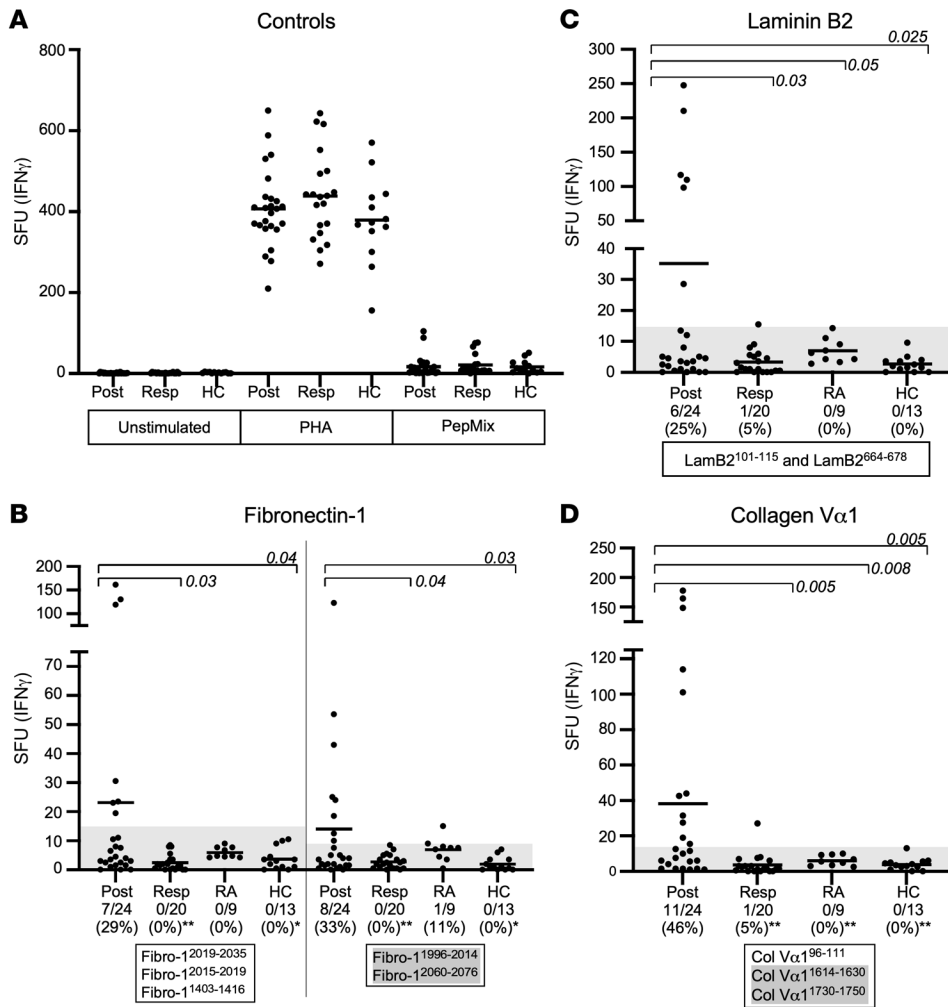 A
Controls
SFU (IFNγ)
800
600
400
200
0
Post Resp HC Post Resp HC Post Resp HC
Unstimulated PHA PepMix
C
Laminin B2
SFU (IFNγ)
0.025
0.05
0.03
300
250
200
150
100
50
40
30
20
10
0
Post Resp RA HC
6/24 1/20 0/9 0/13
(25%) (5%) (0%) (0%)
LamB2¹⁰¹⁻¹¹⁵ and LamB2⁶⁶⁴⁻⁶⁷⁸
B
Fibronectin-1
SFU (IFNγ)
0.04
0.03
0.03
0.04
200
150
100
50
40
30
20
10
0
Post Resp RA HC Post Resp RA HC
7/24 0/20 0/9 0/13 8/24 0/20 1/9 0/13
(29%) (0%)** (0%) (0%)* (33%) (0%)** (11%) (0%)*
Fibro-1²⁰¹⁹⁻²⁰³⁵
Fibro-1²⁰¹⁵⁻²⁰¹⁹
Fibro-1¹⁴⁰³⁻¹⁴¹⁶
Fibro-1¹⁹⁹⁶⁻²⁰¹⁴
Fibro-1²⁰⁶⁰⁻²⁰⁷⁶
D
Collagen Vα1
SFU (IFNγ)
0.005
0.008
0.005
250
200
150
120
100
80
60
40
20
0
Post Resp RA HC
11/24 1/20 0/9 0/13
(46%) (5%)** (0%)** (0%)**
Col Vα1⁹⁶⁻¹¹¹
Col Vα1¹⁶¹⁴⁻¹⁶³⁰
Col Vα1¹⁷³⁰⁻¹⁷⁵⁰